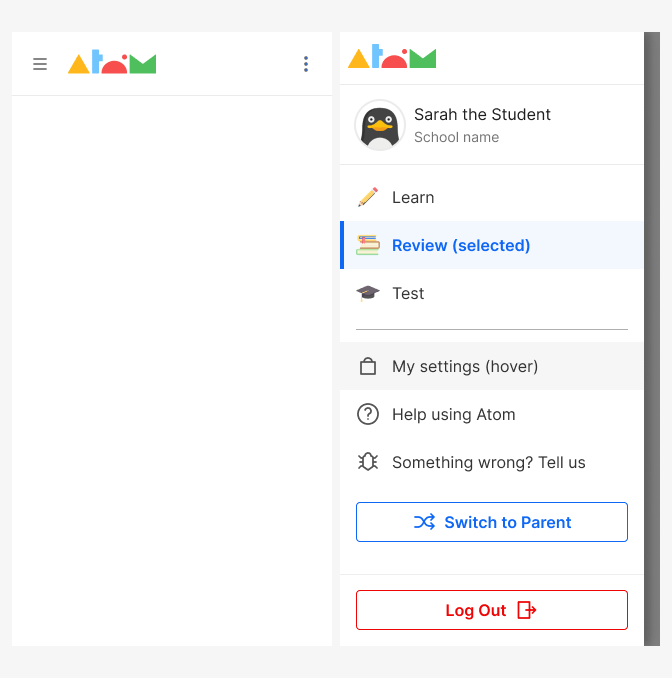 Atom
Atom
Sarah the Student
School name
Learn
Review (selected)
Test
My settings (hover)
Help using Atom
Something wrong? Tell us
Switch to Parent
Log Out